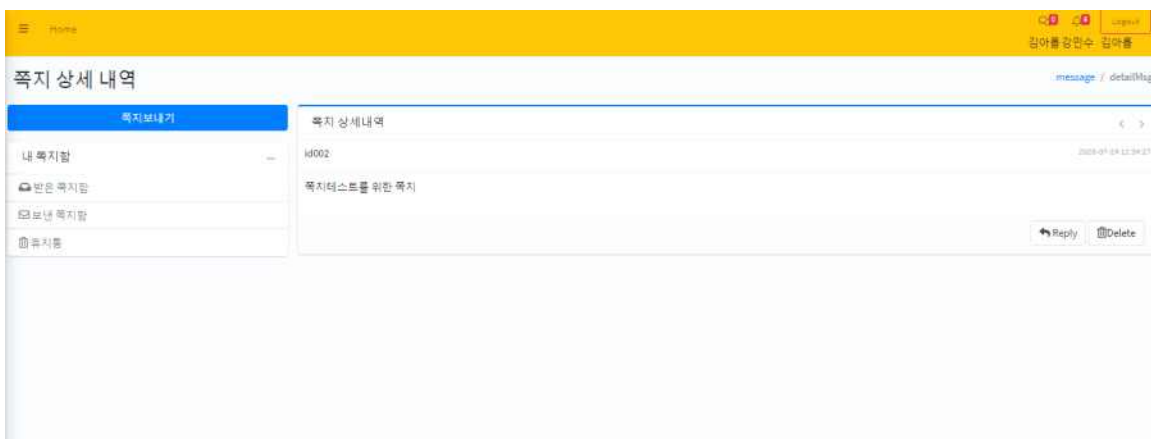 Home
Logout
김아름강민수 김아름
쪽지 상세 내역
message / detailMsg
쪽지보내기
내 쪽지함
받은 쪽지함
보낸 쪽지함
휴지통
쪽지 상세내역
id002
쪽지테스트를 위한 쪽지
Reply
Delete